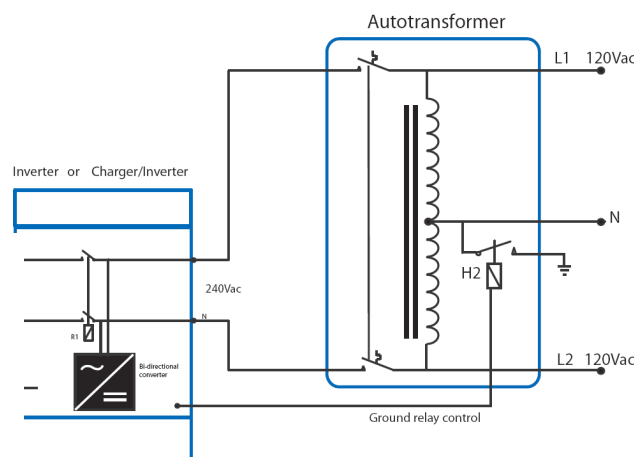 Autotransformer
L1 120Vac
Inverter or Charger/Inverter
N
H2
240Vac
N
R1
Bi-directional
converter
L2 120Vac
Ground relay control